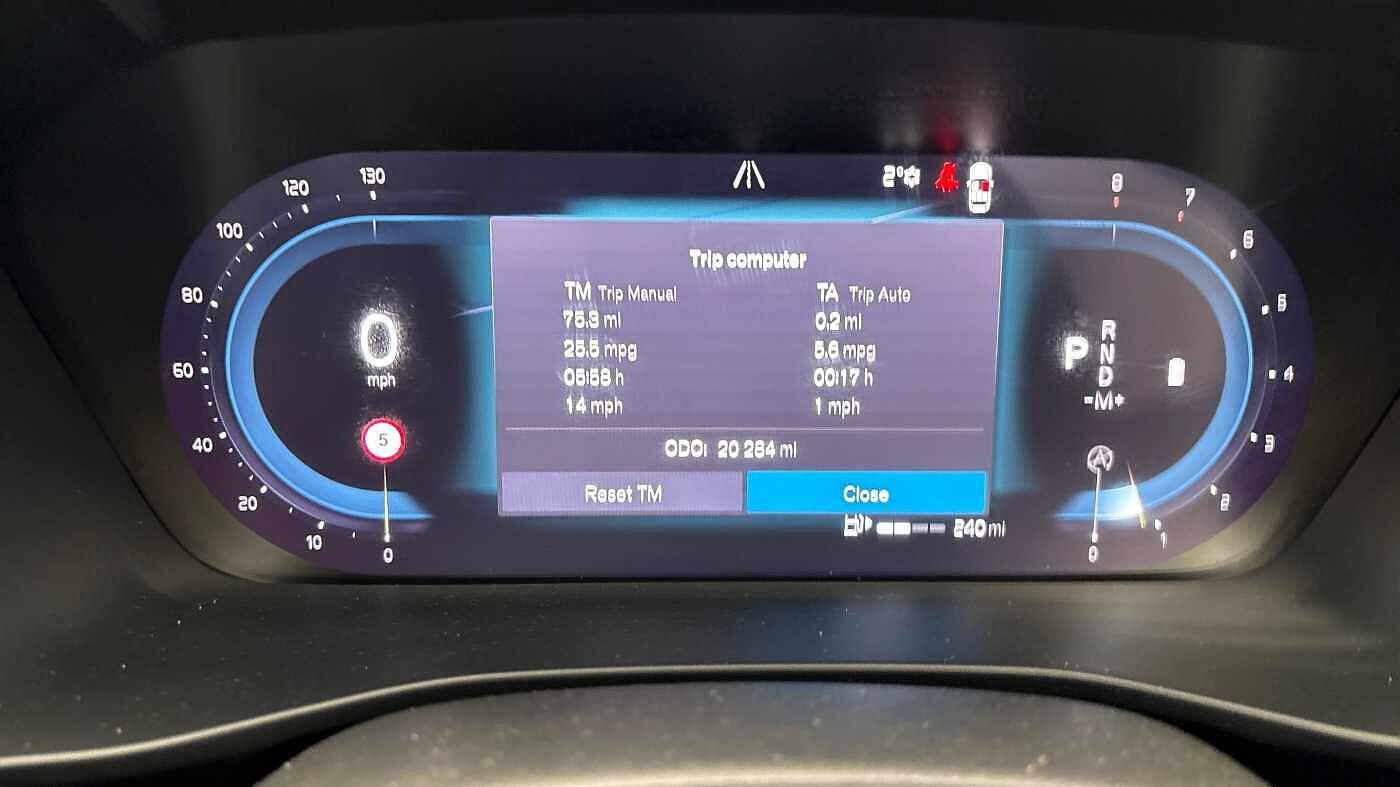 130
120
100
80
60
40
20
10
0
0
mph
5
2°
Trip computer
TM Trip Manual
75.3 mi
25.5 mpg
05:58 h
14 mph
TA Trip Auto
0.2 mi
5.6 mpg
00:17 h
1 mph
ODO: 20 284 mi
Reset TM
Close
240 mi
P
R
N
D
-M+
A
8
7
6
5
4
3
2
1
0